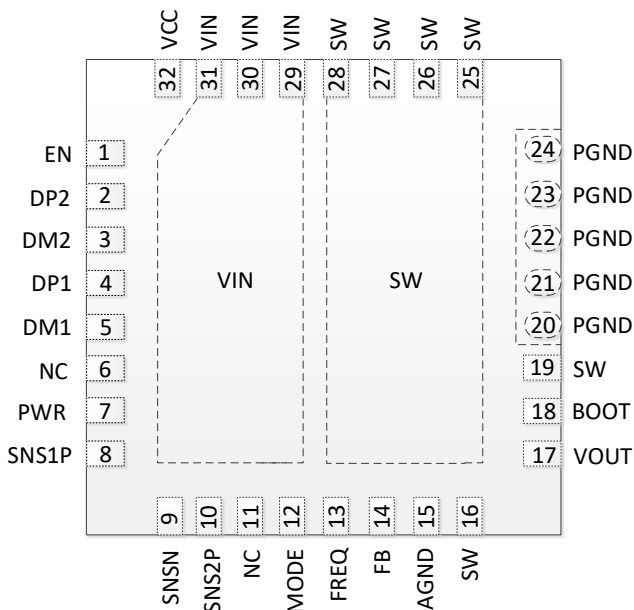 VCC VIN VIN VIN SW SW SW SW
32 31 30 29 28 27 26 25
EN 1
DP2 2
DM2 3
DP1 4
DM1 5
NC 6
PWR 7
SNS1P 8
VIN
SW
24 PGND
23 PGND
22 PGND
21 PGND
20 PGND
19 SW
18 BOOT
17 VOUT
9 10 11 12 13 14 15 16
SNSN SNS2P NC MODE FREQ FB AGND SW